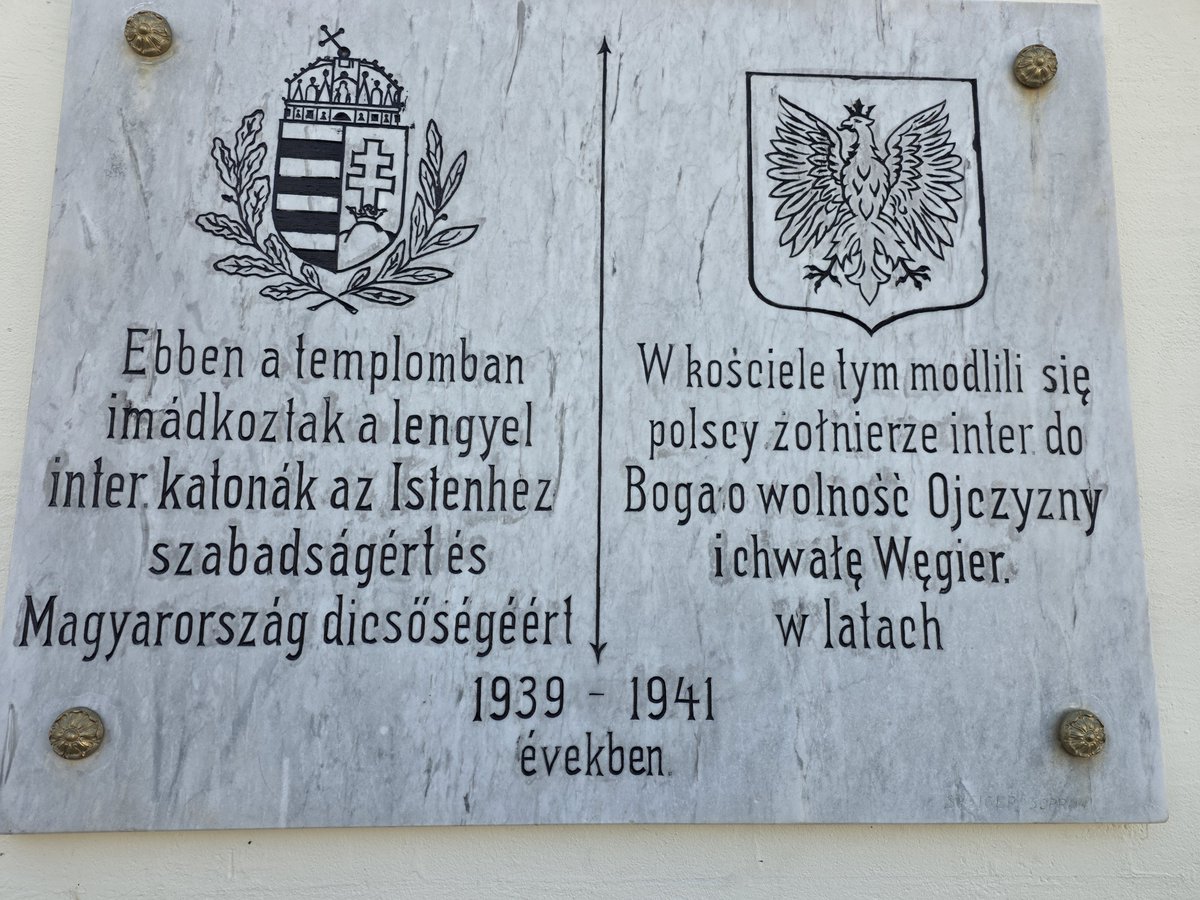 Ebben a templomban
imádkoztak a lengyel
inter. katonák az Istenhez
szabadságért és
Magyarország dicsőségéért
W kościele tym modlili się
polscy żołnierze inter. do
Boga o wolność Ojczyzny
i chwałę Węgier.
w latach
1939 - 1941
években.